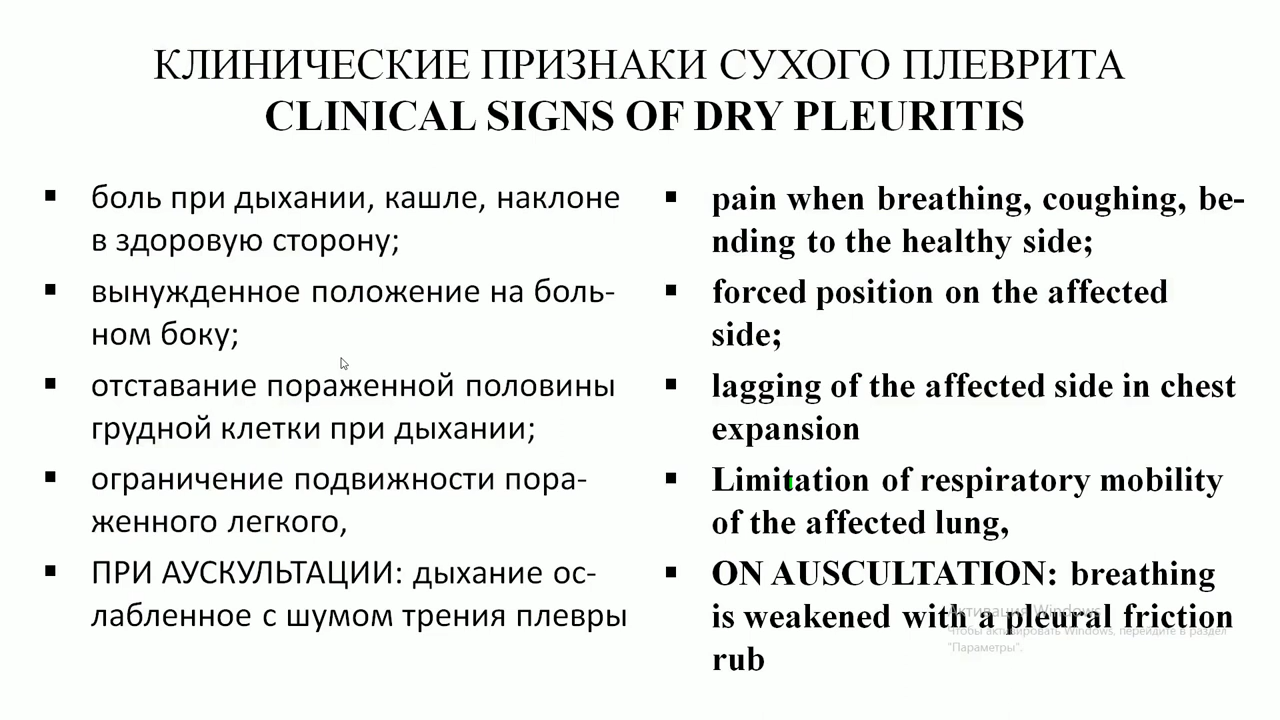 КЛИНИЧЕСКИЕ ПРИЗНАКИ СУХОГО ПЛЕВРИТА
CLINICAL SIGNS OF DRY PLEURITIS
▪ боль при дыхании, кашле, наклоне
в здоровую сторону;
▪ вынужденное положение на боль-
ном боку;
▪ отставание пораженной половины
грудной клетки при дыхании;
▪ ограничение подвижности пора-
женного легкого,
▪ ПРИ АУСКУЛЬТАЦИИ: дыхание ос-
лабленное с шумом трения плевры
▪ pain when breathing, coughing, be-
nding to the healthy side;
▪ forced position on the affected
side;
▪ lagging of the affected side in chest
expansion
▪ Limitation of respiratory mobility
of the affected lung,
▪ ON AUSCULTATION: breathing
is weakened with a pleural friction
rub
Активация Windows
Чтобы активировать Windows, перейдите в раздел
"Параметры".